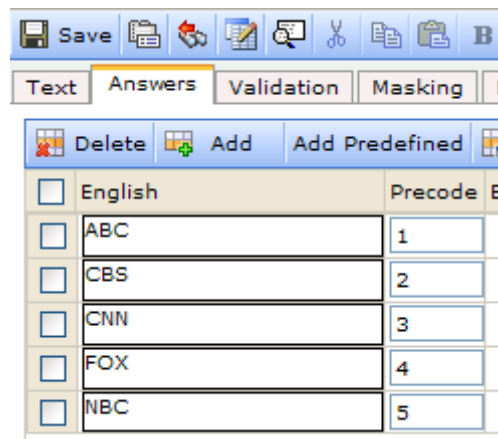 Save B
Text Answers Validation Masking
Delete Add Add Predefined
English Precode
ABC 1
CBS 2
CNN 3
FOX 4
NBC 5